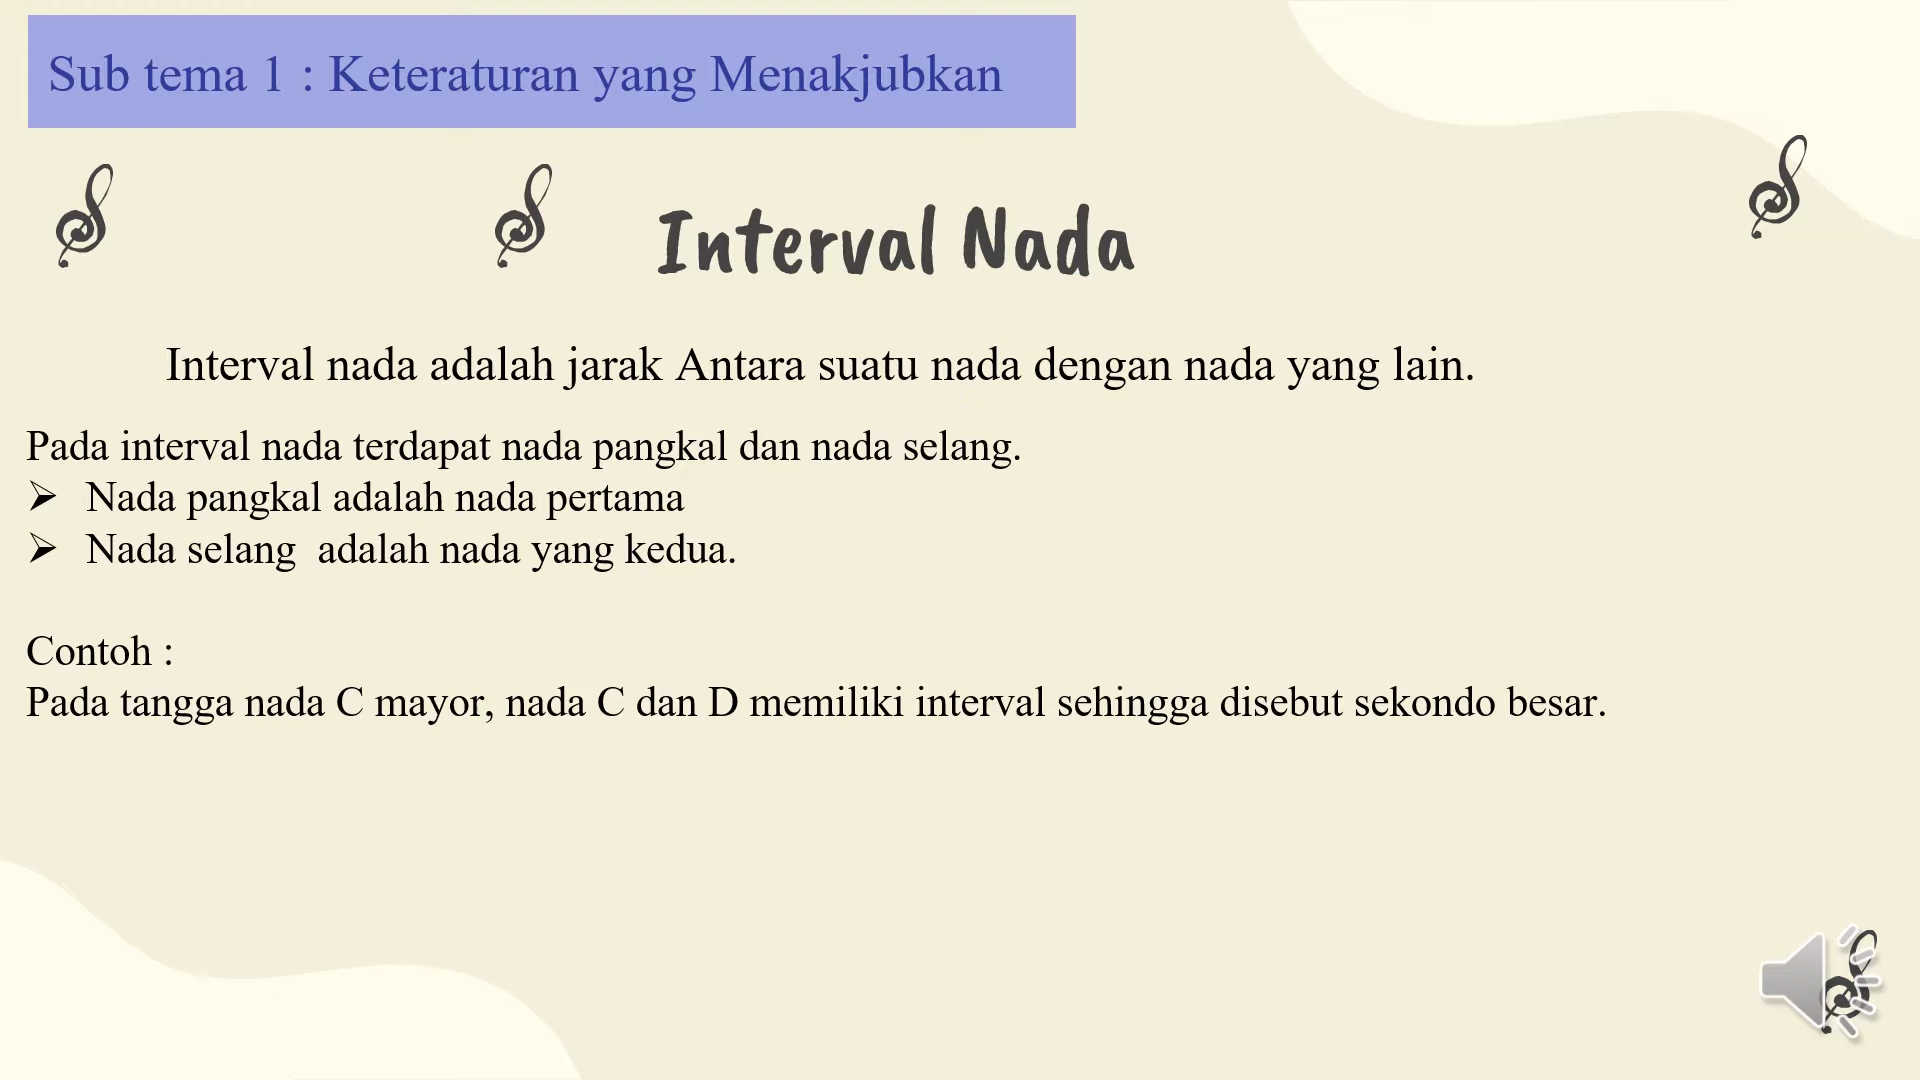 Sub tema 1 : Keteraturan yang Menakjubkan
Interval Nada
Interval nada adalah jarak Antara suatu nada dengan nada yang lain.
Pada interval nada terdapat nada pangkal dan nada selang.
➢ Nada pangkal adalah nada pertama
➢ Nada selang  adalah nada yang kedua.
Contoh :
Pada tangga nada C mayor, nada C dan D memiliki interval sehingga disebut sekondo besar.